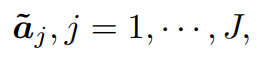 ã_j, j = 1, ⋯, J,